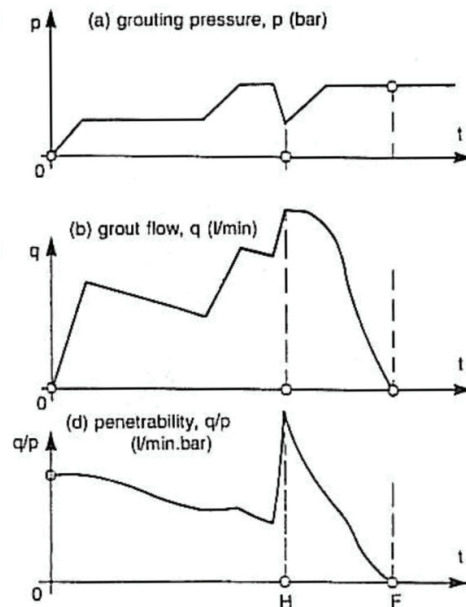 p
(a) grouting pressure, p (bar)
t
0
(b) grout flow, q (l/min)
q
t
0
(d) penetrability, q/p
q/p
(l/min.bar)
t
0
H
F